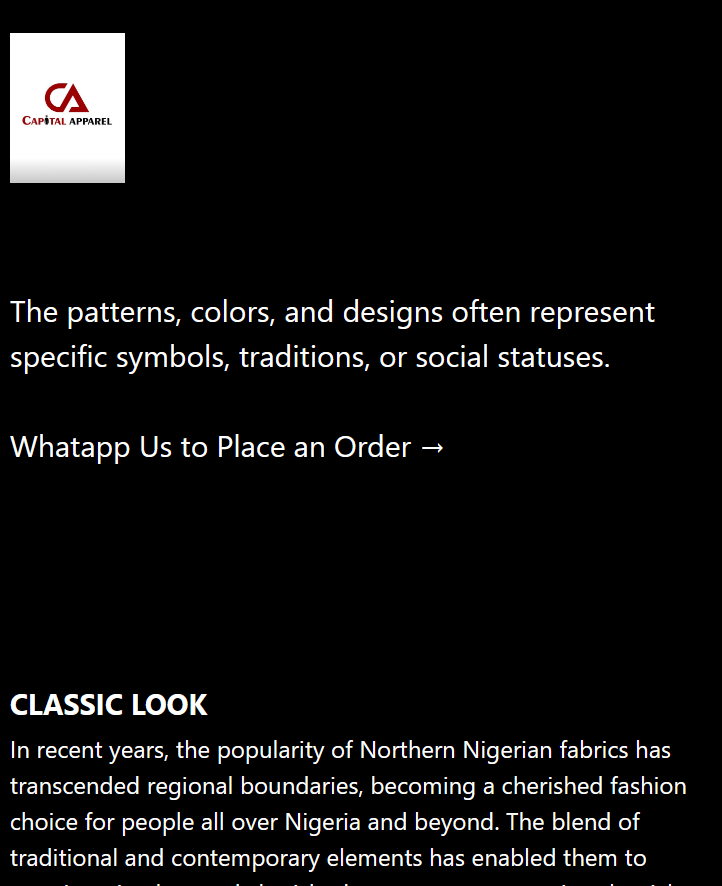 CA
CAPITAL APPAREL
The patterns, colors, and designs often represent
specific symbols, traditions, or social statuses.
Whatapp Us to Place an Order →
CLASSIC LOOK
In recent years, the popularity of Northern Nigerian fabrics has
transcended regional boundaries, becoming a cherished fashion
choice for people all over Nigeria and beyond. The blend of
traditional and contemporary elements has enabled them to